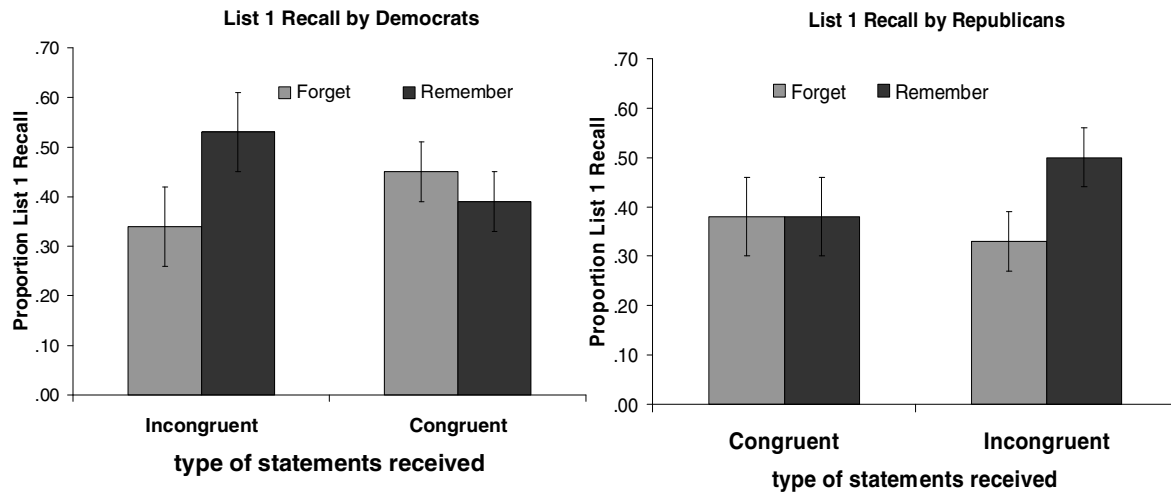 List 1 Recall by Democrats
Proportion List 1 Recall
.70
.60
.50
.40
.30
.20
.10
.00
Forget Remember
Incongruent Congruent
type of statements received
List 1 Recall by Republicans
Proportion List 1 Recall
.70
.60
.50
.40
.30
.20
.10
.00
Forget Remember
Congruent Incongruent
type of statements received